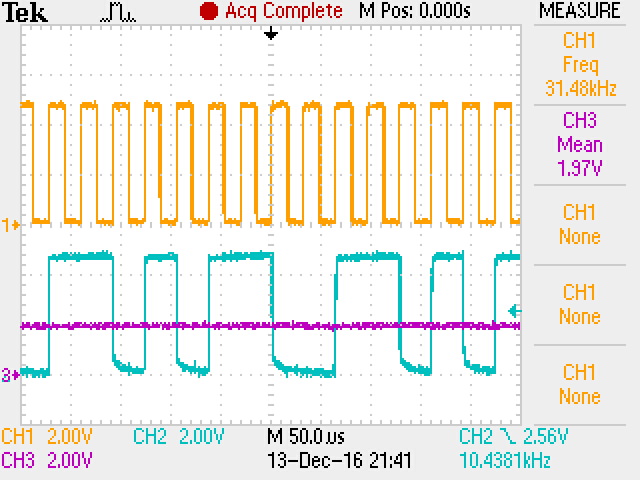 Tek Acq Complete M Pos: 0.000s MEASURE
CH1
Freq
31.48kHz
CH3
Mean
1.97V
CH1
None
CH1
None
CH1
None
1
3
CH1 2.00V CH2 2.00V M 50.0us CH2 2.56V
CH3 2.00V 13-Dec-16 21:41 10.4381kHz